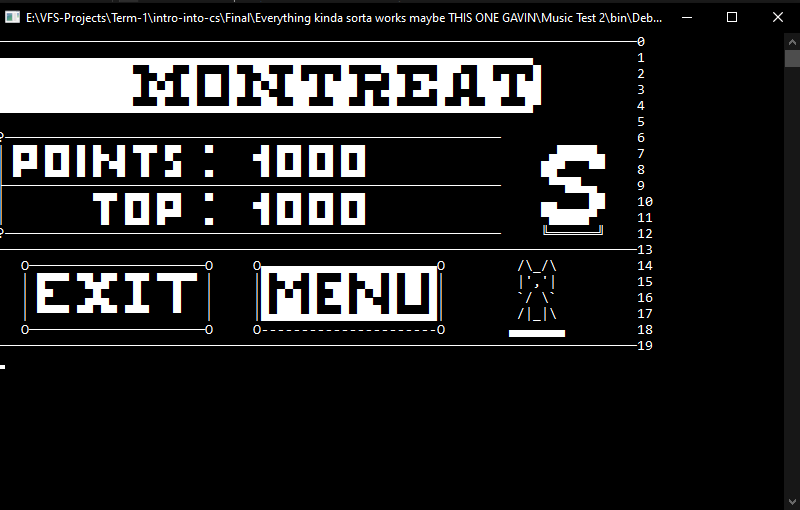 E:\VFS-Projects\Term-1\intro-into-cs\Final\Everything kinda sorta works maybe THIS ONE GAVIN\Music Test 2\bin\Deb...
0
1
MONTREAT
2
3
4
5
?
6
POINTS: 1000
S
7
8
9
TOP: 1000
10
11
?
12
13
O O O O /\_/\ 14
EXIT
MENU
|','| 15
`/ \` 16
/|_|\ 17
O O O----------------------O 18
19